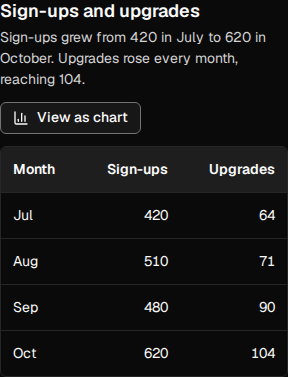 Sign-ups and upgrades
Sign-ups grew from 420 in July to 620 in
October. Upgrades rose every month,
reaching 104.
View as chart
Month Sign-ups Upgrades
Jul 420 64
Aug 510 71
Sep 480 90
Oct 620 104